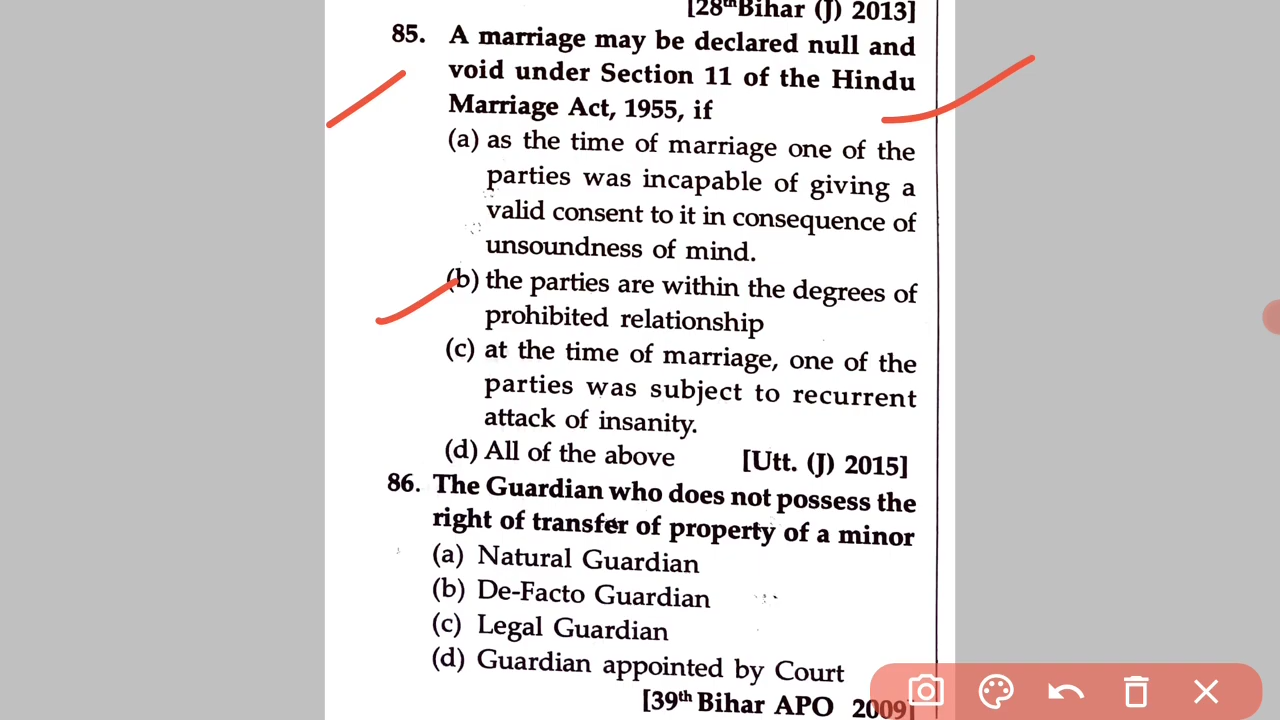 [28thBihar (J) 2013]
85. A marriage may be declared null and
void under Section 11 of the Hindu
Marriage Act, 1955, if
(a) as the time of marriage one of the
parties was incapable of giving a
valid consent to it in consequence of
unsoundness of mind.
(b) the parties are within the degrees of
prohibited relationship
(c) at the time of marriage, one of the
parties was subject to recurrent
attack of insanity.
(d) All of the above [Utt. (J) 2015]
86. The Guardian who does not possess the
right of transfer of property of a minor
(a) Natural Guardian
(b) De-Facto Guardian
(c) Legal Guardian
(d) Guardian appointed by Court
[39th Bihar APO 2009]